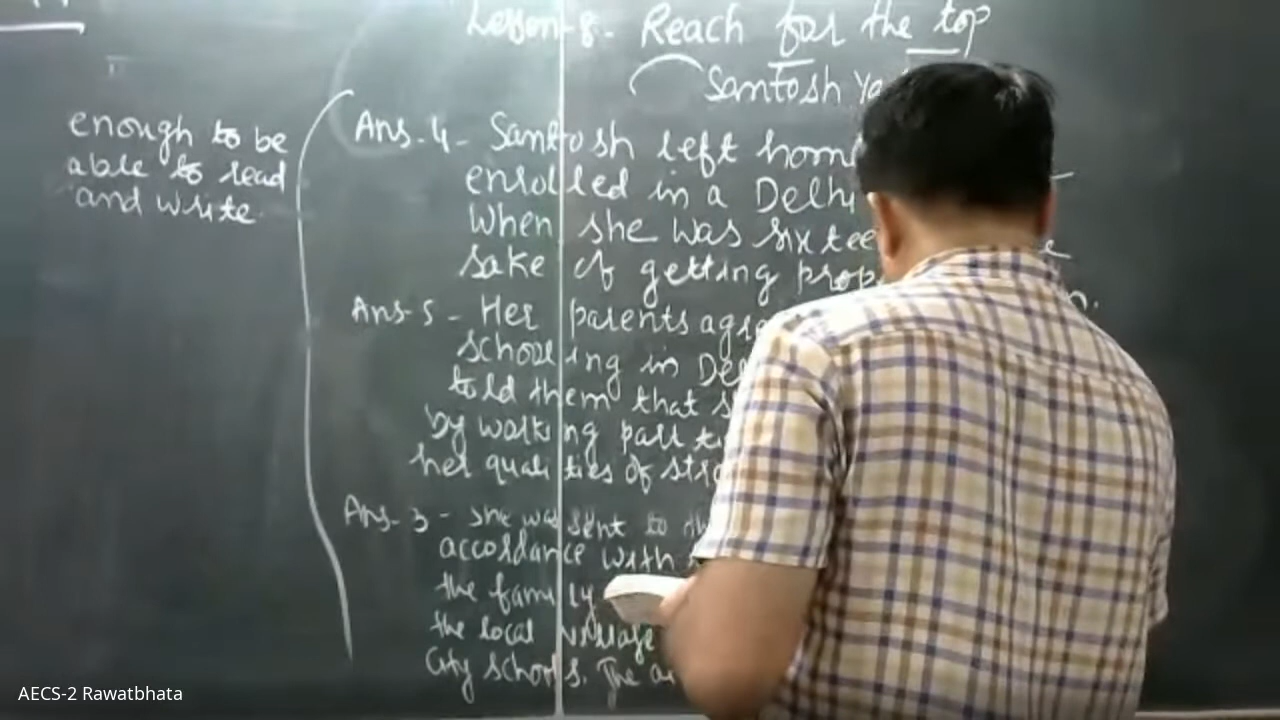 enough to be
able to read
and write.
Lesson-8- Reach for the top
Santosh Ya
Ans-4- Santosh left hom
enrolled in a Delhi
When she was sixtee
sake of getting prop
n.
Ans-5- Her parents agre
schooling in De
told them that s
by working part ti
her qualities of stro
Ans-3- she was sent to th
accordance with
the family
the local village
City schools. The a
AECS-2 Rawatbhata